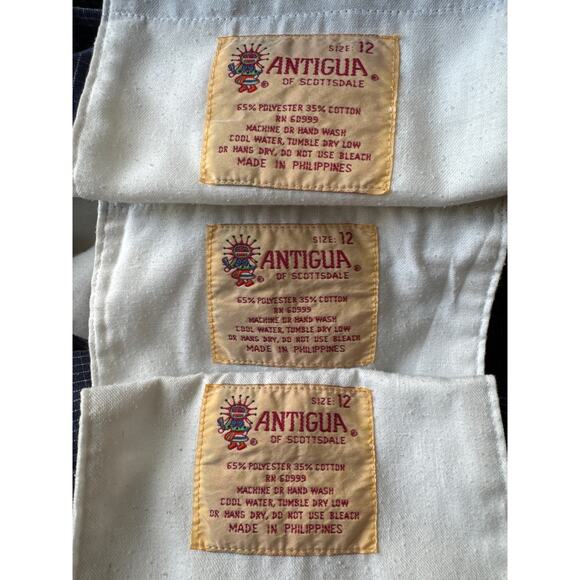 SIZE: 12
ANTIGUA ®
OF SCOTTSDALE
65% POLYESTER 35% COTTON
RN 60999
MACHINE OR HAND WASH
COOL WATER, TUMBLE DRY LOW
OR HANG DRY, DO NOT USE BLEACH
MADE IN PHILIPPINES
SIZE: 12
ANTIGUA ®
OF SCOTTSDALE
65% POLYESTER 35% COTTON
RN 60999
MACHINE OR HAND WASH
COOL WATER, TUMBLE DRY LOW
OR HANG DRY, DO NOT USE BLEACH
MADE IN PHILIPPINES
SIZE: 12
ANTIGUA ®
OF SCOTTSDALE
65% POLYESTER 35% COTTON
RN 60999
MACHINE OR HAND WASH
COOL WATER, TUMBLE DRY LOW
OR HANG DRY, DO NOT USE BLEACH
MADE IN PHILIPPINES